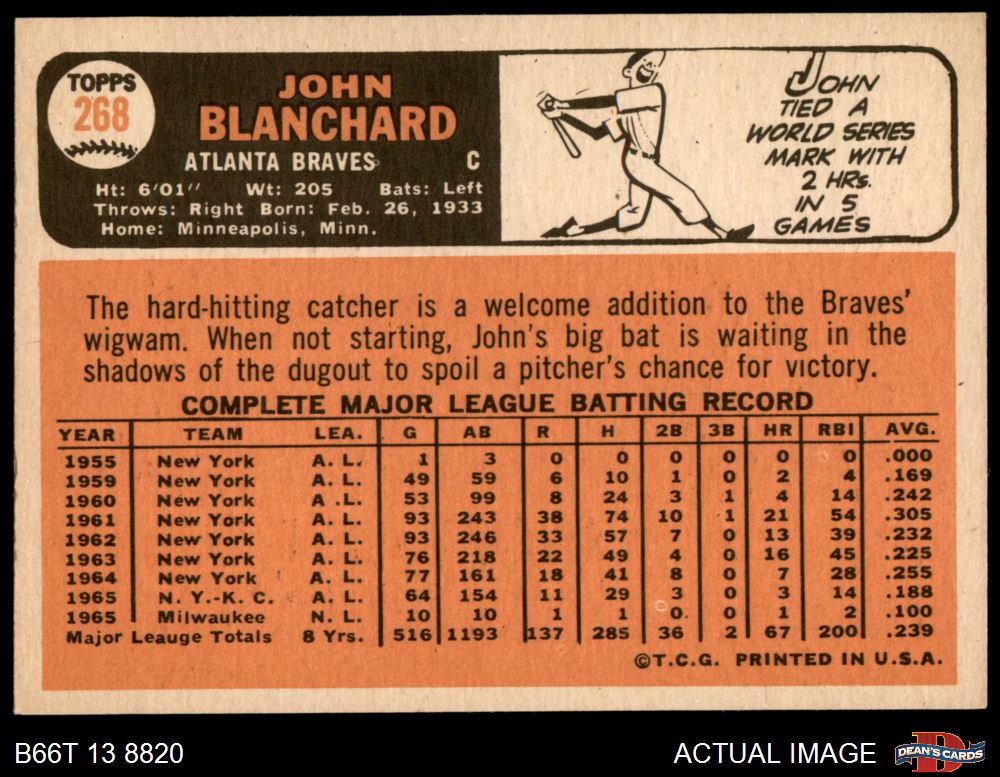 TOPPS
268
JOHN
BLANCHARD
ATLANTA BRAVES C
Ht: 6'01" Wt: 205 Bats: Left
Throws: Right Born: Feb. 26, 1933
Home: Minneapolis, Minn.
JOHN
TIED A
WORLD SERIES
MARK WITH
2 HRs.
IN 5
GAMES
The hard-hitting catcher is a welcome addition to the Braves'
wigwam. When not starting, John's big bat is waiting in the
shadows of the dugout to spoil a pitcher's chance for victory.
COMPLETE MAJOR LEAGUE BATTING RECORD
YEAR TEAM LEA. G AB R H 2B 3B HR RBI AVG.
1955 New York A. L. 1 3 0 0 0 0 0 0 .000
1959 New York A. L. 49 59 6 10 1 0 2 4 .169
1960 New York A .L. 53 99 8 24 3 1 4 14 .242
1961 New York A. L. 93 243 38 74 10 1 21 54 .305
1962 New York A. L. 93 246 33 57 7 0 13 39 .232
1963 New York A. L. 76 218 22 49 4 0 16 45 .225
1964 New York A. L. 77 161 18 41 8 0 7 28 .255
1965 N. Y.-K. C. A. L. 64 154 11 29 3 0 3 14 .188
1965 Milwaukee N. L. 10 10 1 1 0 0 1 2 .100
Major Leauge Totals 8 Yrs. 516 1193 137 285 36 2 67 200 .239
©T.C.G. PRINTED IN U.S.A.
B66T 13 8820 ACTUAL IMAGE D DEAN'S CARDS